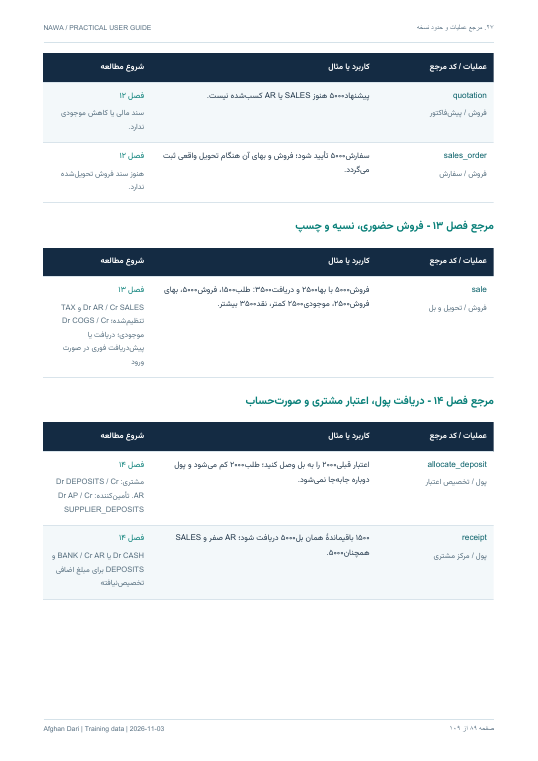 ۴۲. مرجع عملیات و حدود نسخه
NAWA / PRACTICAL USER GUIDE
عملیات / کد مرجع
کاربرد یا مثال
شروع مطالعه
quotation
فروش / پیش‌فاکتور
پیشنهاد۵۰۰۰ هنوز SALES یا AR کسب‌شده نیست.
فصل ۱۲
سند مالی یا کاهش موجودی
ندارد.
sales_order
فروش / سفارش
سفارش۵۰۰۰ تأیید شود؛ فروش و بهای آن هنگام تحویل واقعی ثبت
می‌گردد.
فصل ۱۲
هنوز سند فروش تحویل‌شده
ندارد.
مرجع فصل ۱۳ - فروش حضوری، نسیه و چسپ
عملیات / کد مرجع
کاربرد یا مثال
شروع مطالعه
sale
فروش / تحویل و بل
فروش۵۰۰۰ با بها۲۵۰۰ و دریافت۳۵۰۰: طلب۱۵۰۰، فروش۵۰۰۰، بهای
فروش۲۵۰۰، موجودی۲۵۰۰ کمتر، نقد۳۵۰۰ بیشتر.
فصل ۱۳
Dr AR / Cr SALES و TAX
تنظیم‌شده؛ Dr COGS / Cr
موجودی؛ دریافت یا
پیش‌دریافت فوری در صورت
ورود
مرجع فصل ۱۴ - دریافت پول، اعتبار مشتری و صورت‌حساب
عملیات / کد مرجع
کاربرد یا مثال
شروع مطالعه
allocate_deposit
پول / تخصیص اعتبار
اعتبار قبلی۲۰۰۰ را به بل وصل کنید؛ طلب۲۰۰۰ کم می‌شود و پول
دوباره جابه‌جا نمی‌شود.
فصل ۱۴
مشتری: Dr DEPOSITS / Cr
AR. تأمین‌کننده: Dr AP / Cr
SUPPLIER_DEPOSITS
receipt
پول / مرکز مشتری
۱۵۰۰ باقیماندهٔ همان بل۵۰۰۰ دریافت شود؛ AR صفر و SALES
همچنان۵۰۰۰.
فصل ۱۴
Dr CASH یا BANK / Cr AR و
DEPOSITS برای مبلغ اضافی
تخصیص‌نیافته
صفحه ۸۹ از ۱۰۹
Afghan Dari | Training data | 2026-11-03